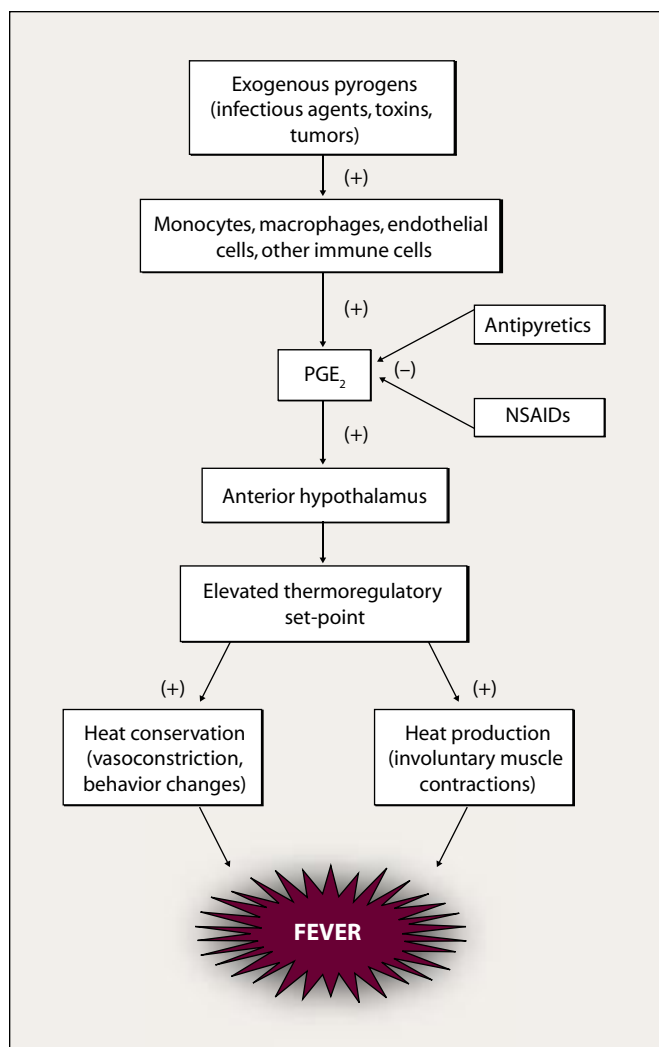 Exogenous pyrogens
(infectious agents, toxins,
tumors)
(+)
Monocytes, macrophages, endothelial
cells, other immune cells
(+)
Antipyretics
PGE₂
(–)
NSAIDs
(+)
Anterior hypothalamus
Elevated thermoregulatory
set-point
(+)
(+)
Heat conservation
(vasoconstriction,
behavior changes)
Heat production
(involuntary muscle
contractions)
FEVER